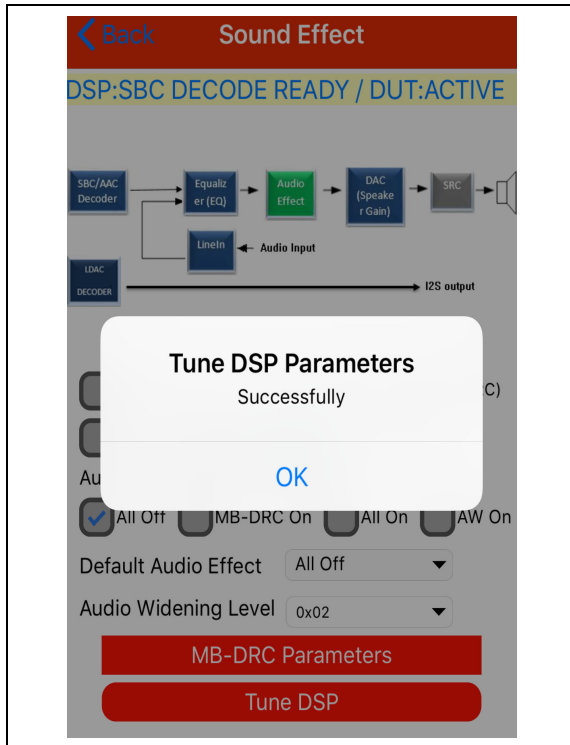 Back Sound Effect
DSP:SBC DECODE READY / DUT:ACTIVE
SBC/AAC
Decoder
Equaliz
er (EQ)
Audio
Effect
DAC
(Speake
r Gain)
SRC
LineIn
Audio Input
LDAC
DECODER
I2S output
Tune DSP Parameters
Successfully
C)
OK
Au
All Off MB-DRC On All On AW On
Default Audio Effect All Off
Audio Widening Level 0x02
MB-DRC Parameters
Tune DSP